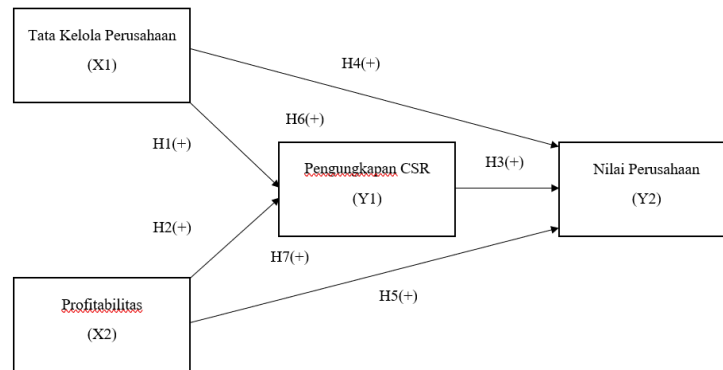 Tata Kelola Perusahaan
(X1)
H4(+)
H6(+)
H1(+)
Pengungkapan CSR
(Y1)
H3(+)
Nilai Perusahaan
(Y2)
H2(+)
H7(+)
H5(+)
Profitabilitas
(X2)